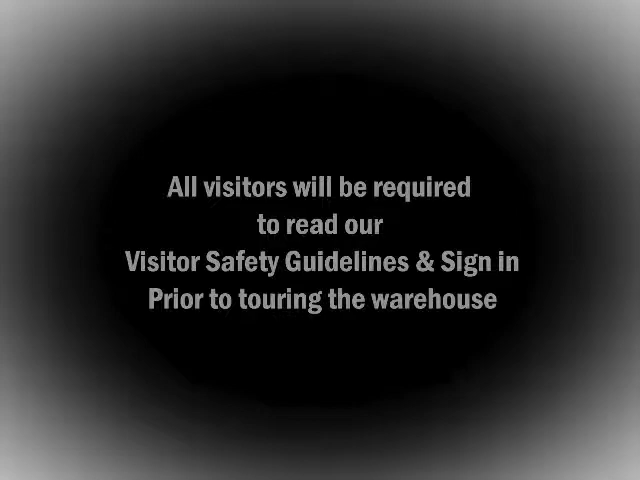 All visitors will be required
to read our
Visitor Safety Guidelines & Sign in
Prior to touring the warehouse